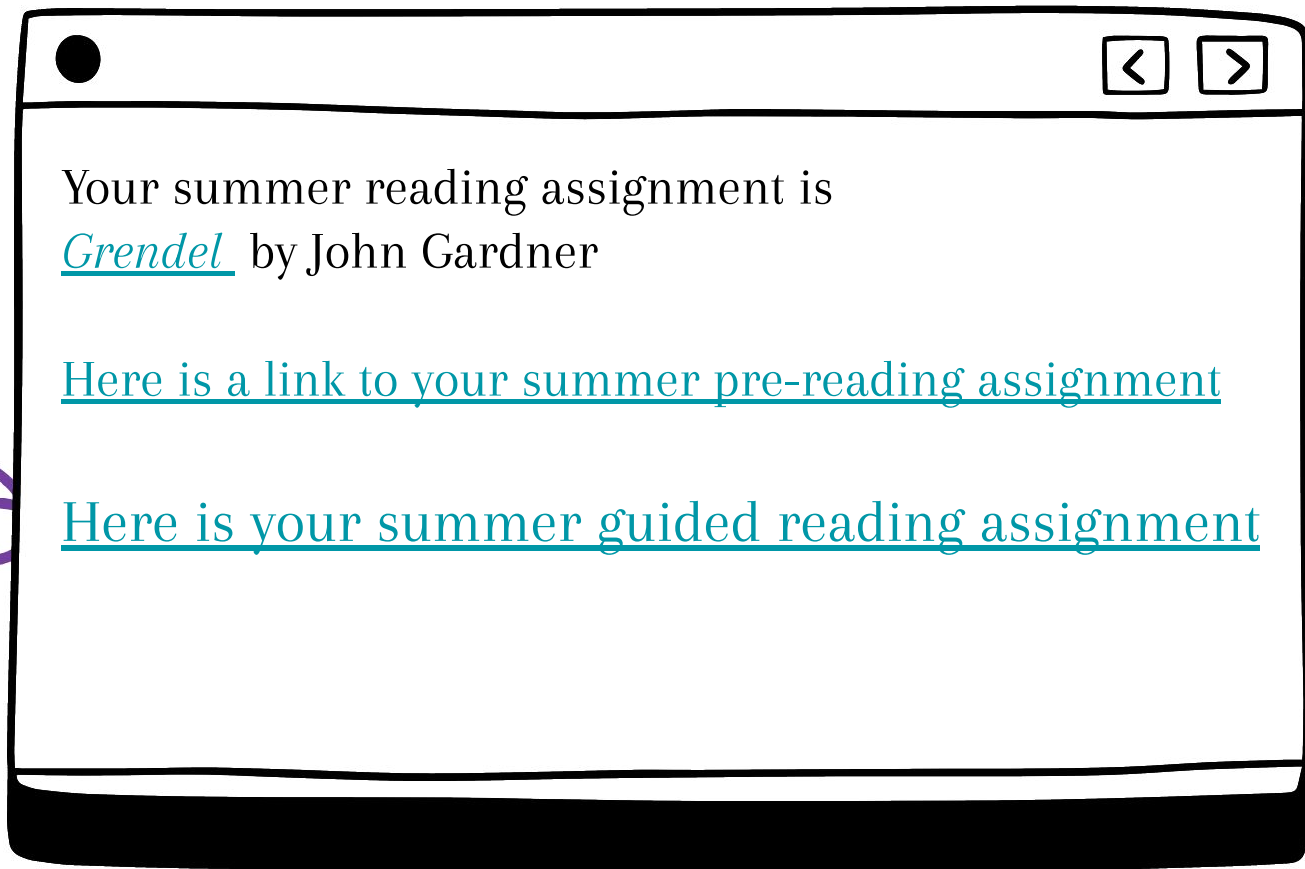 Your summer reading assignment is
Grendel by John Gardner
Here is a link to your summer pre-reading assignment
Here is your summer guided reading assignment